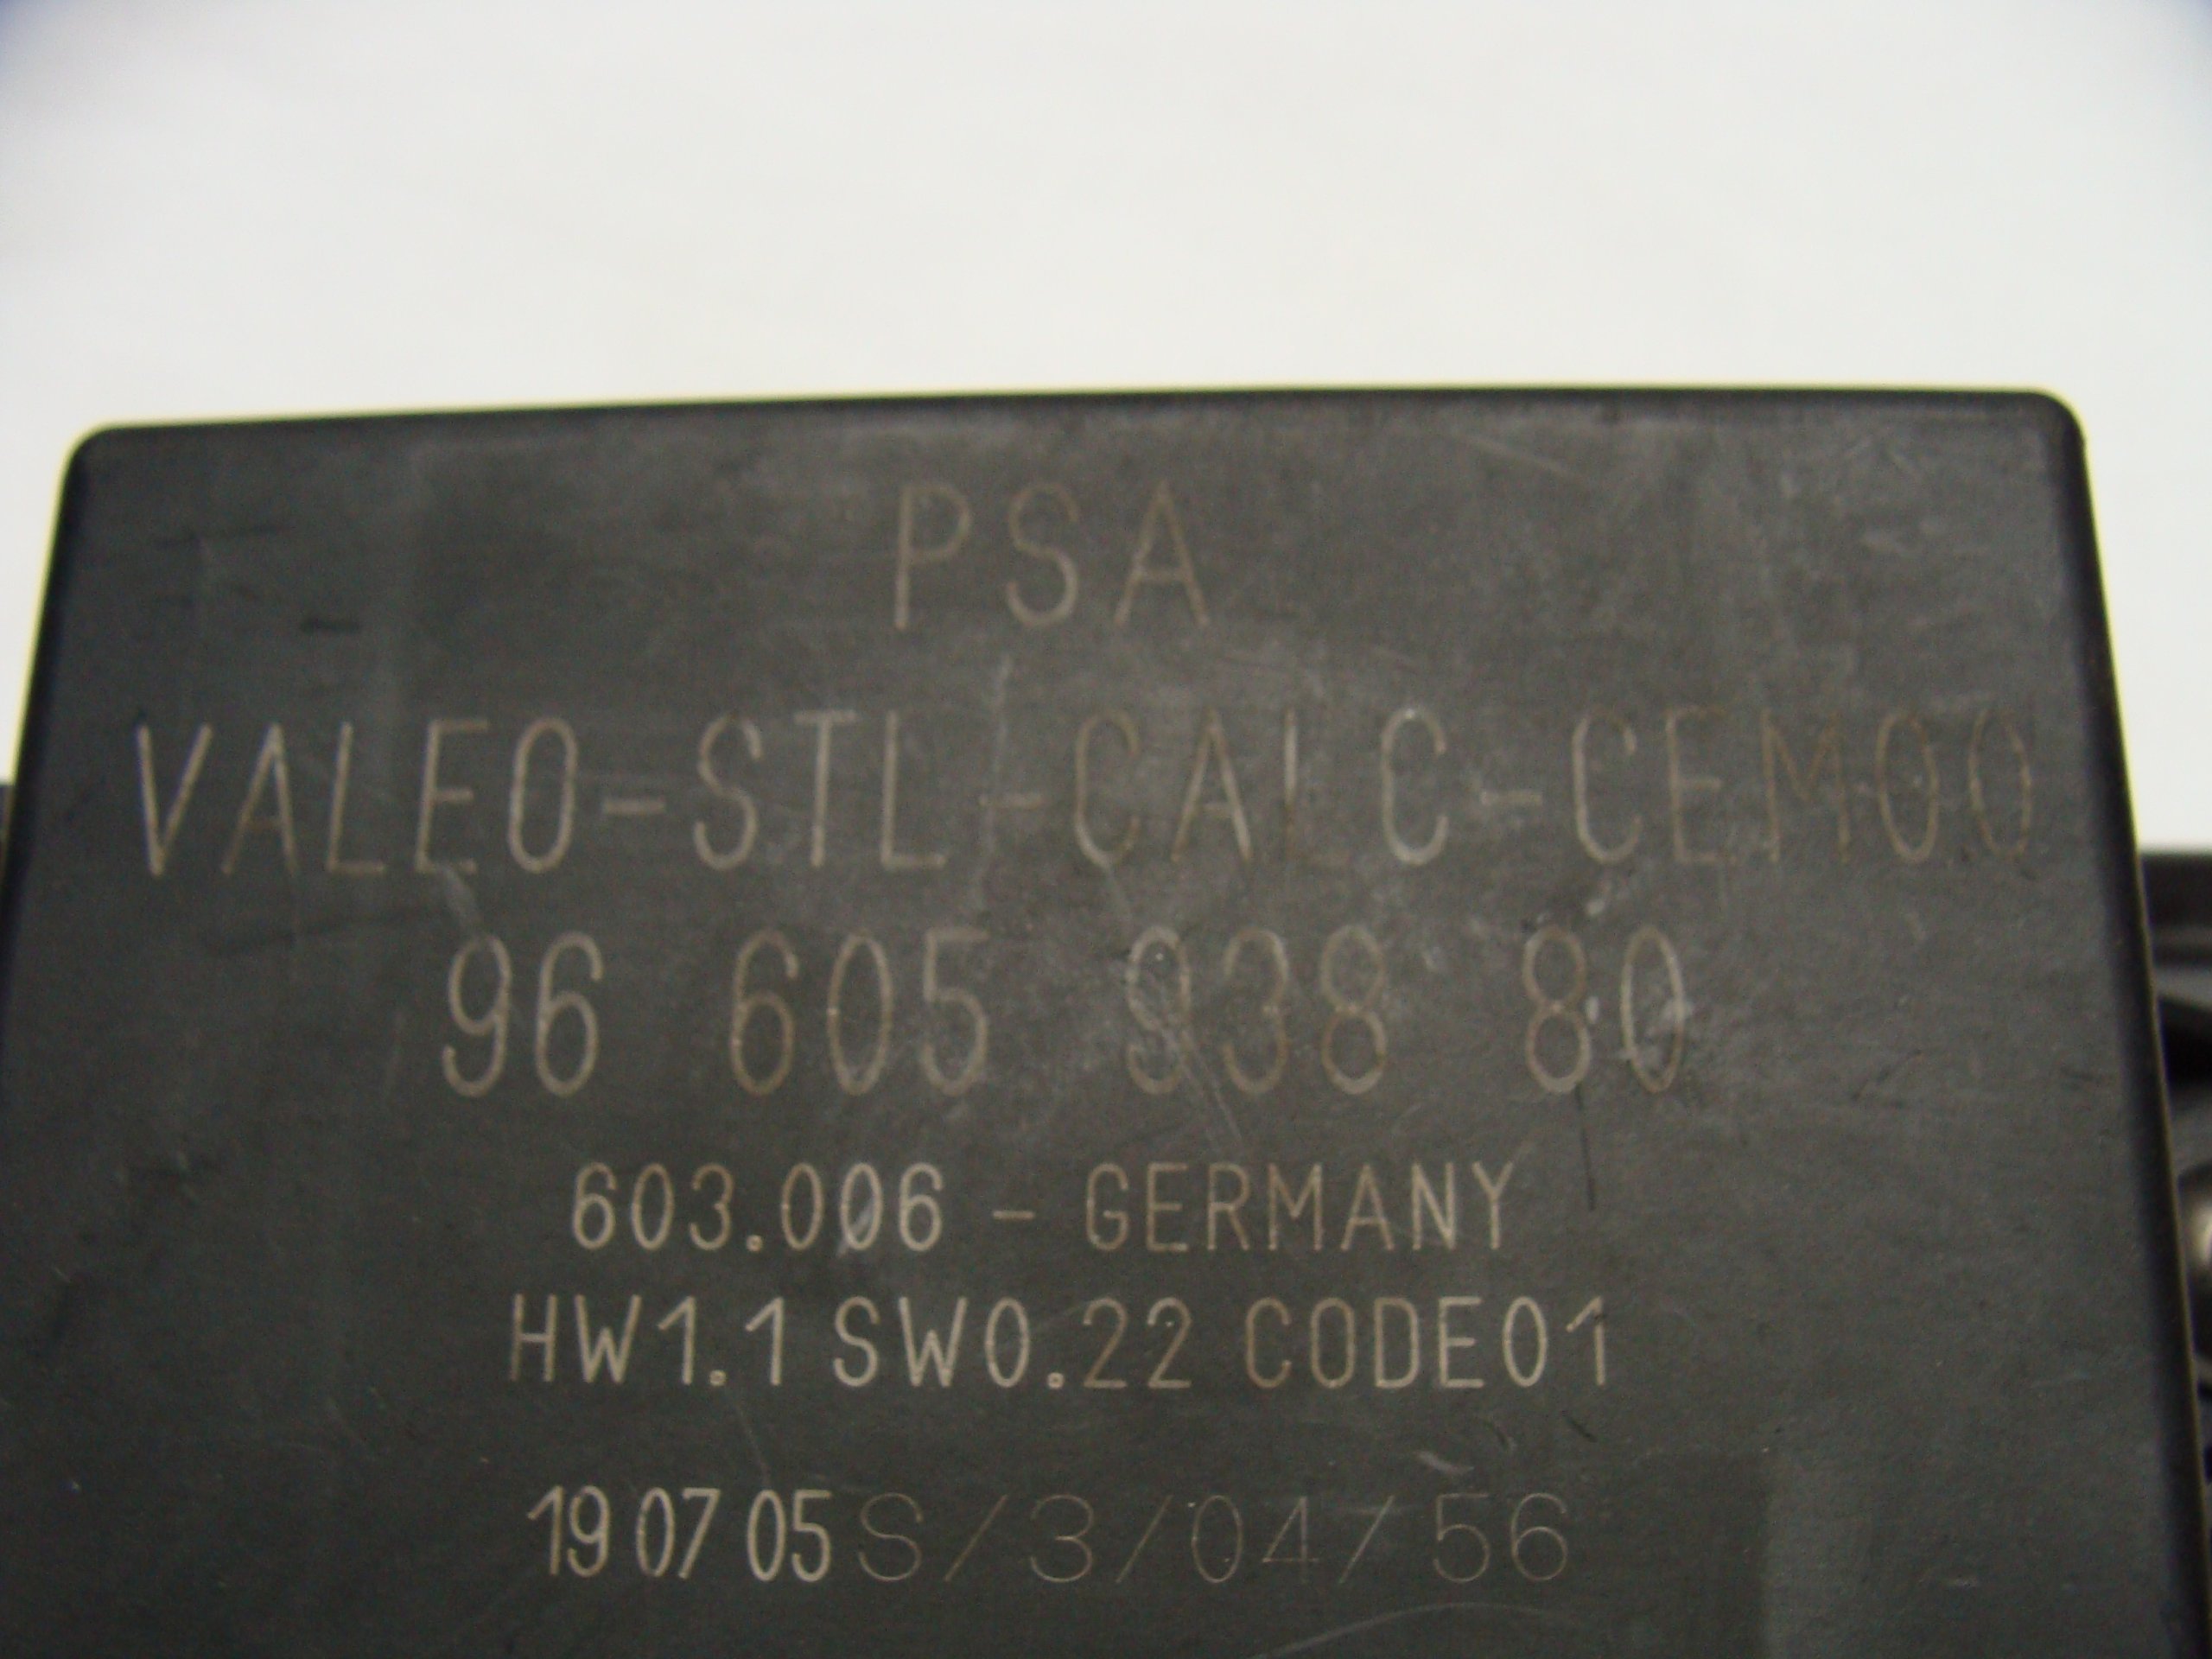 PSA
VALEO-STL-CALC-CEM00
96 605 938 80
603.006 - GERMANY
HW1.1 SW0.22 CODE01
19 07 05 S/3/04/56